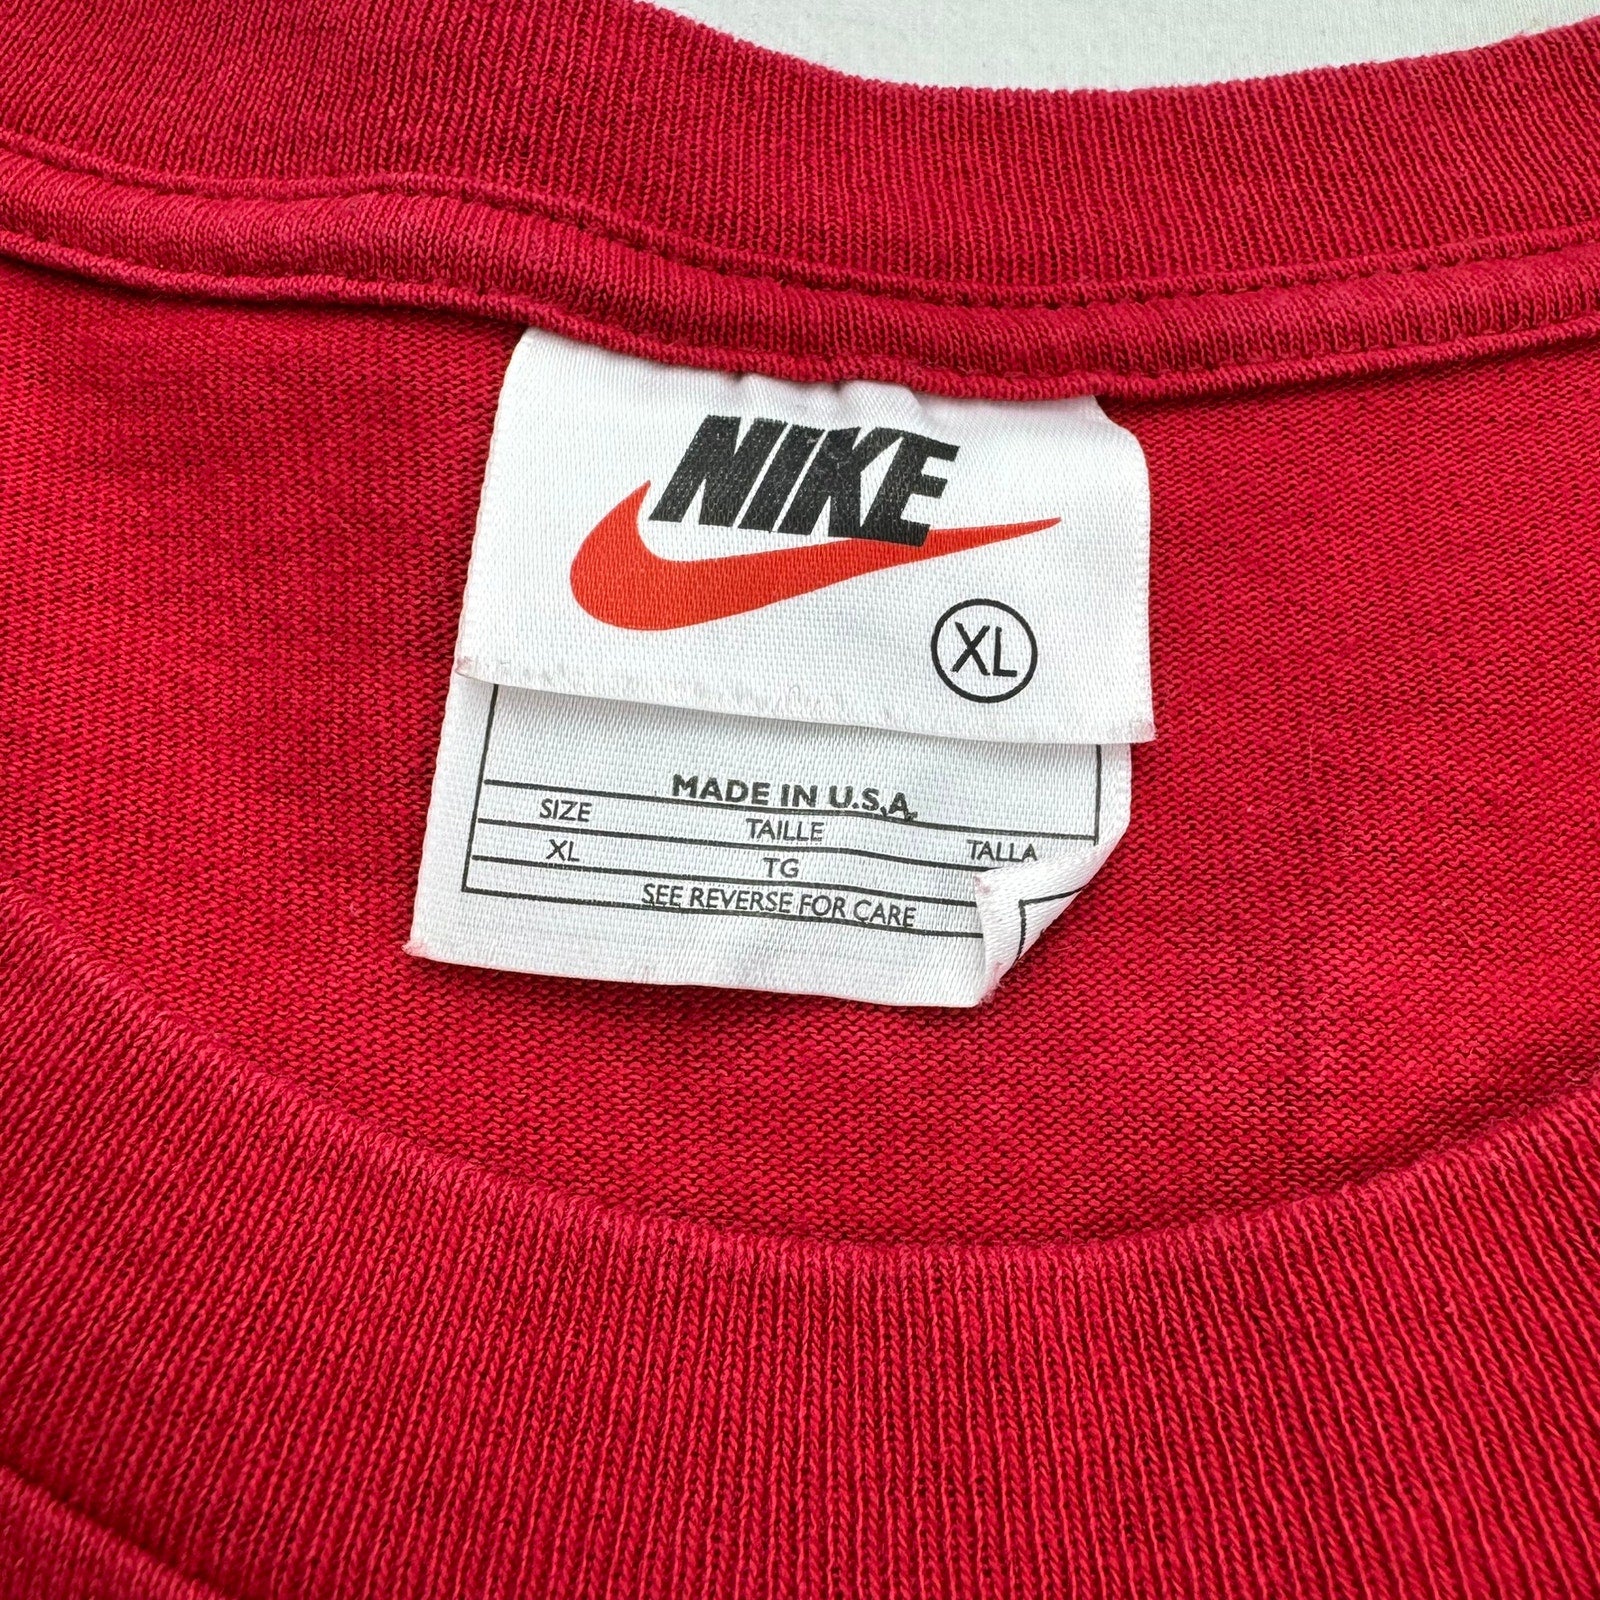 NIKE
XL
MADE IN U.S.A.
SIZE TAILLE TALLA
XL TG
SEE REVERSE FOR CARE